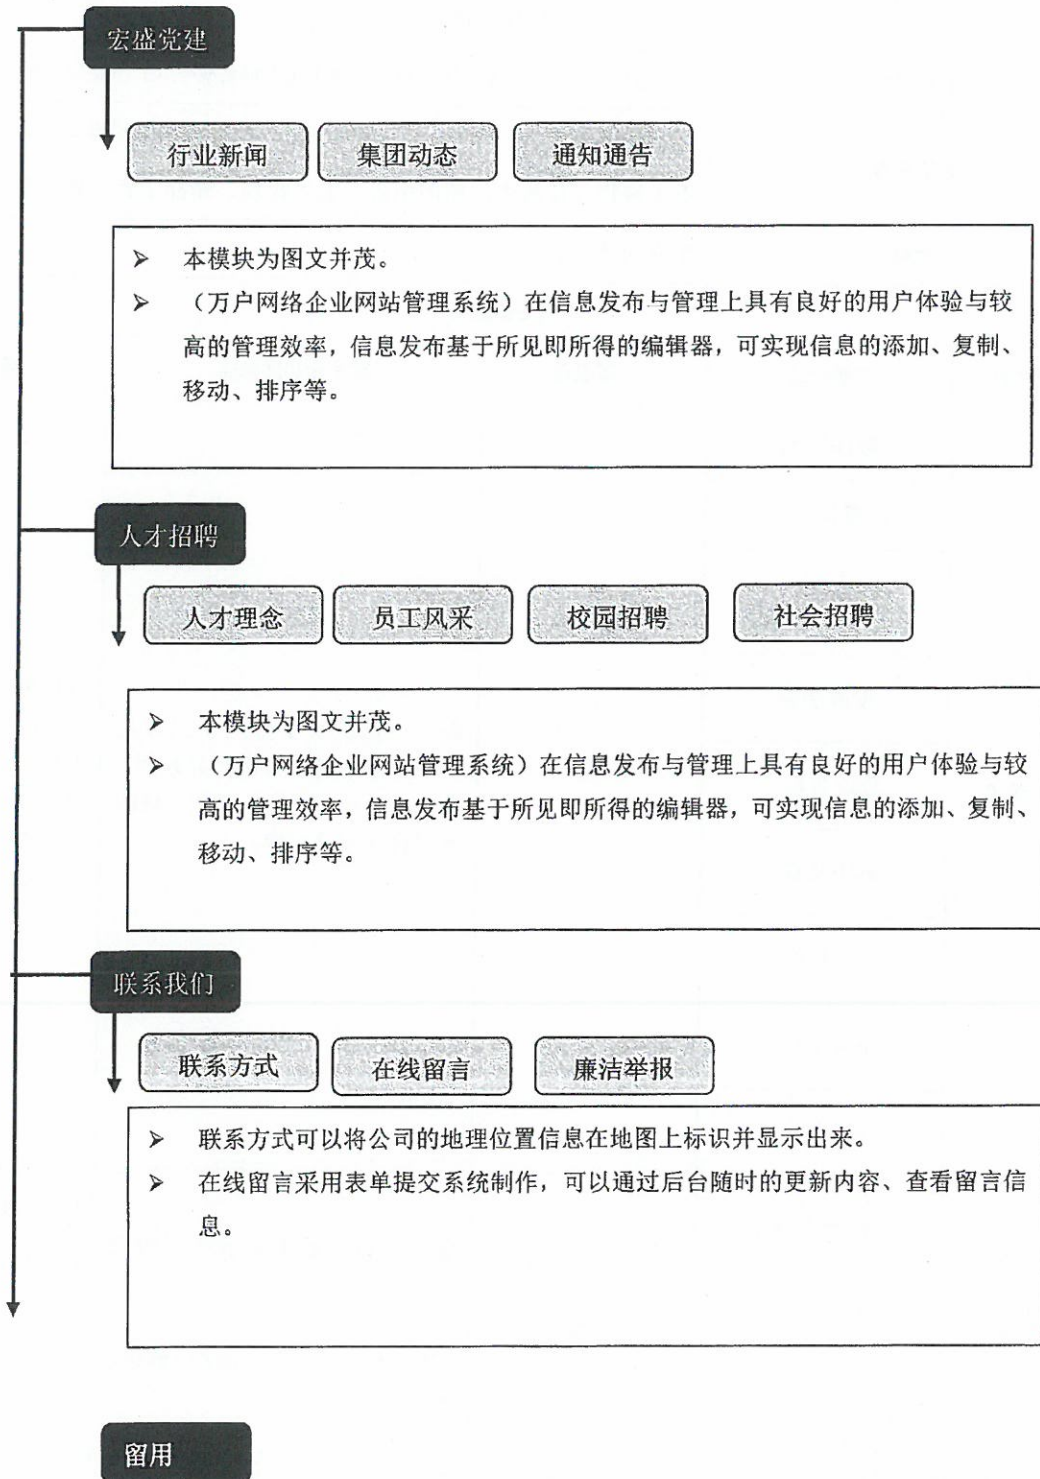 宏盛党建
行业新闻 集团动态 通知通告
➢ 本模块为图文并茂。
➢ （万户网络企业网站管理系统）在信息发布与管理上具有良好的用户体验与较
高的管理效率，信息发布基于所见即所得的编辑器，可实现信息的添加、复制、
移动、排序等。
人才招聘
人才理念 员工风采 校园招聘 社会招聘
➢ 本模块为图文并茂。
➢ （万户网络企业网站管理系统）在信息发布与管理上具有良好的用户体验与较
高的管理效率，信息发布基于所见即所得的编辑器，可实现信息的添加、复制、
移动、排序等。
联系我们
联系方式 在线留言 廉洁举报
➢ 联系方式可以将公司的地理位置信息在地图上标识并显示出来。
➢ 在线留言采用表单提交系统制作，可以通过后台随时的更新内容、查看留言信
息。
留用